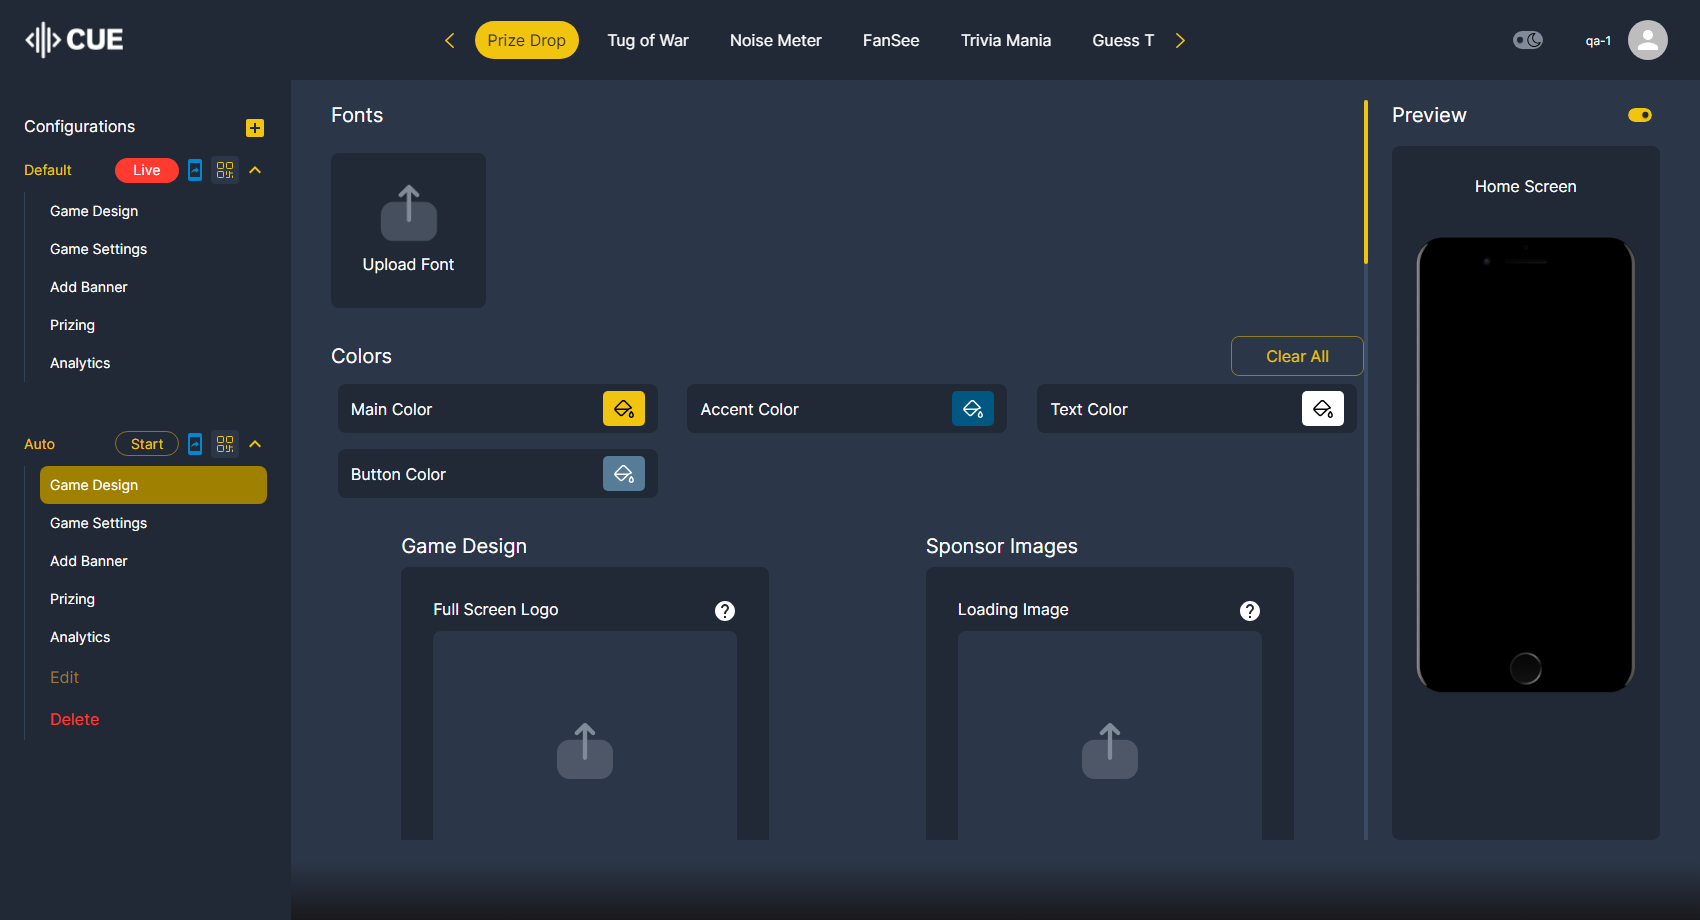 CUE
Prize Drop
Tug of War
Noise Meter
FanSee
Trivia Mania
Guess T
qa-1
Configurations
Default
Live
Game Design
Game Settings
Add Banner
Prizing
Analytics
Auto
Start
Game Design
Game Settings
Add Banner
Prizing
Analytics
Edit
Delete
Fonts
Upload Font
Colors
Clear All
Main Color
Accent Color
Text Color
Button Color
Game Design
Full Screen Logo
?
Sponsor Images
Loading Image
?
Preview
Home Screen